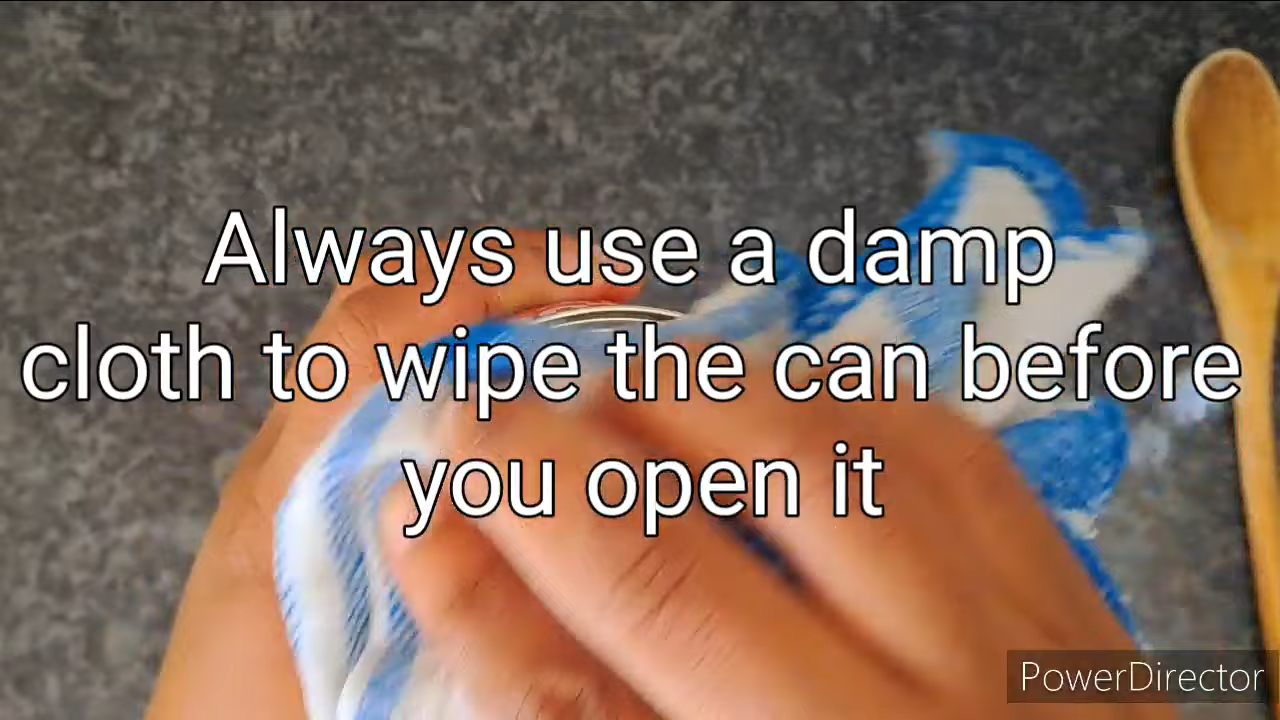 Always use a damp
cloth to wipe the can before
you open it
PowerDirector